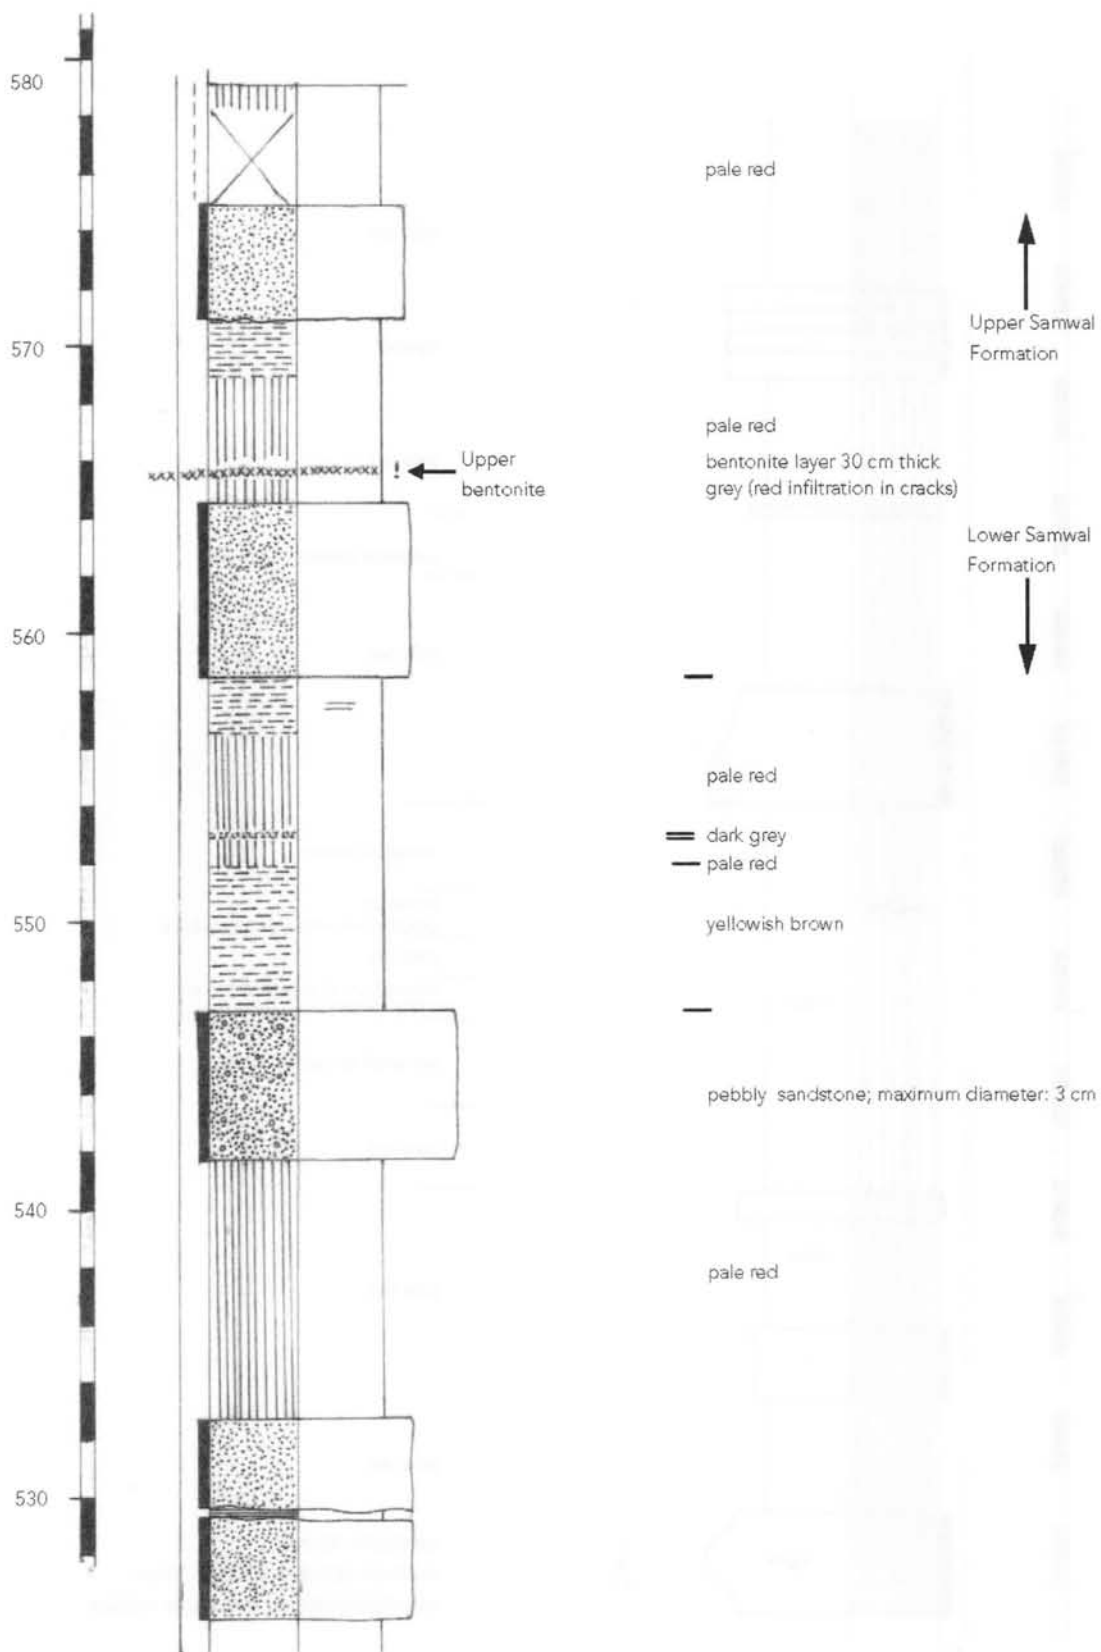 580
pale red
Upper Samwal
Formation
570
pale red
Upper
bentonite
bentonite layer 30 cm thick
grey (red infiltration in cracks)
Lower Samwal
Formation
560
pale red
dark grey
pale red
550
yellowish brown
pebbly sandstone; maximum diameter: 3 cm
540
pale red
530